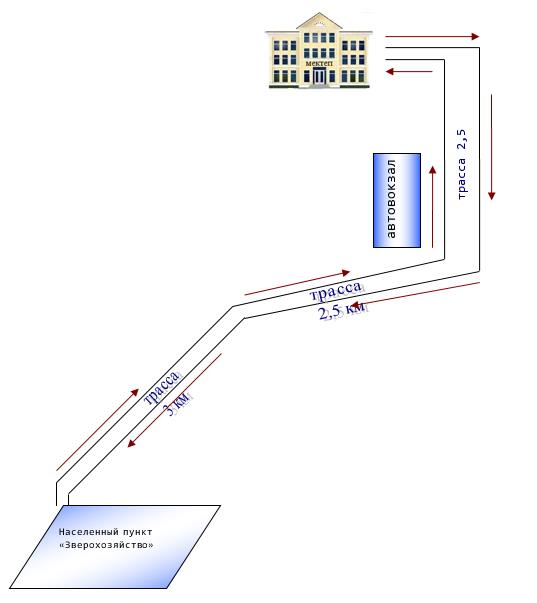 мектеп
трасса 2,5
автовокзал
трасса
2,5 км
трасса
3 км
Населенный пункт
«Зверохозяйство»